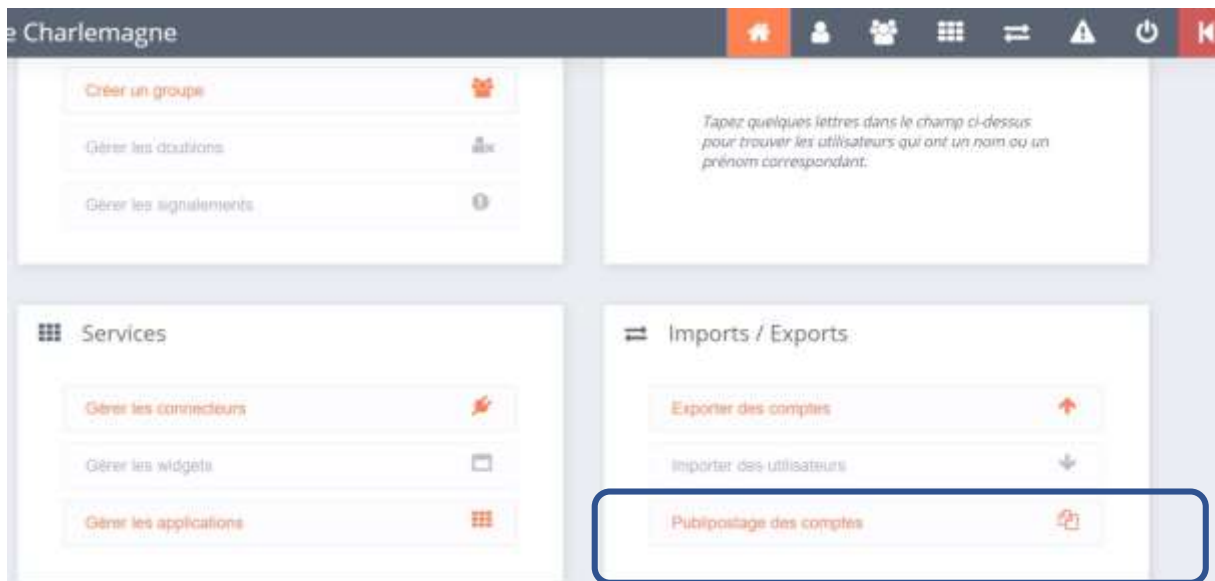 e Charlemagne
Créer un groupe
Gérer les doublons
Gérer les signalements
Tapez quelques lettres dans le champ ci-dessus
pour trouver les utilisateurs qui ont un nom ou un
prénom correspondant.
Services
Gérer les connecteurs
Gérer les widgets
Gérer les applications
Imports / Exports
Exporter des comptes
Importer des utilisateurs
Publipostage des comptes